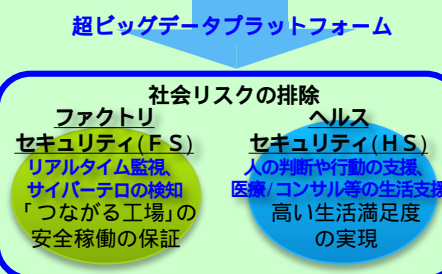 超ビッグデータプラットフォーム
社会リスクの排除
ファクトリ
セキュリティ(FS)
リアルタイム監視、
サイバーテロの検知
「つながる工場」の
安全稼働の保証
ヘルス
セキュリティ(HS)
人の判断や行動の支援、
医療/コンサル等の生活支援
高い生活満足度
の実現